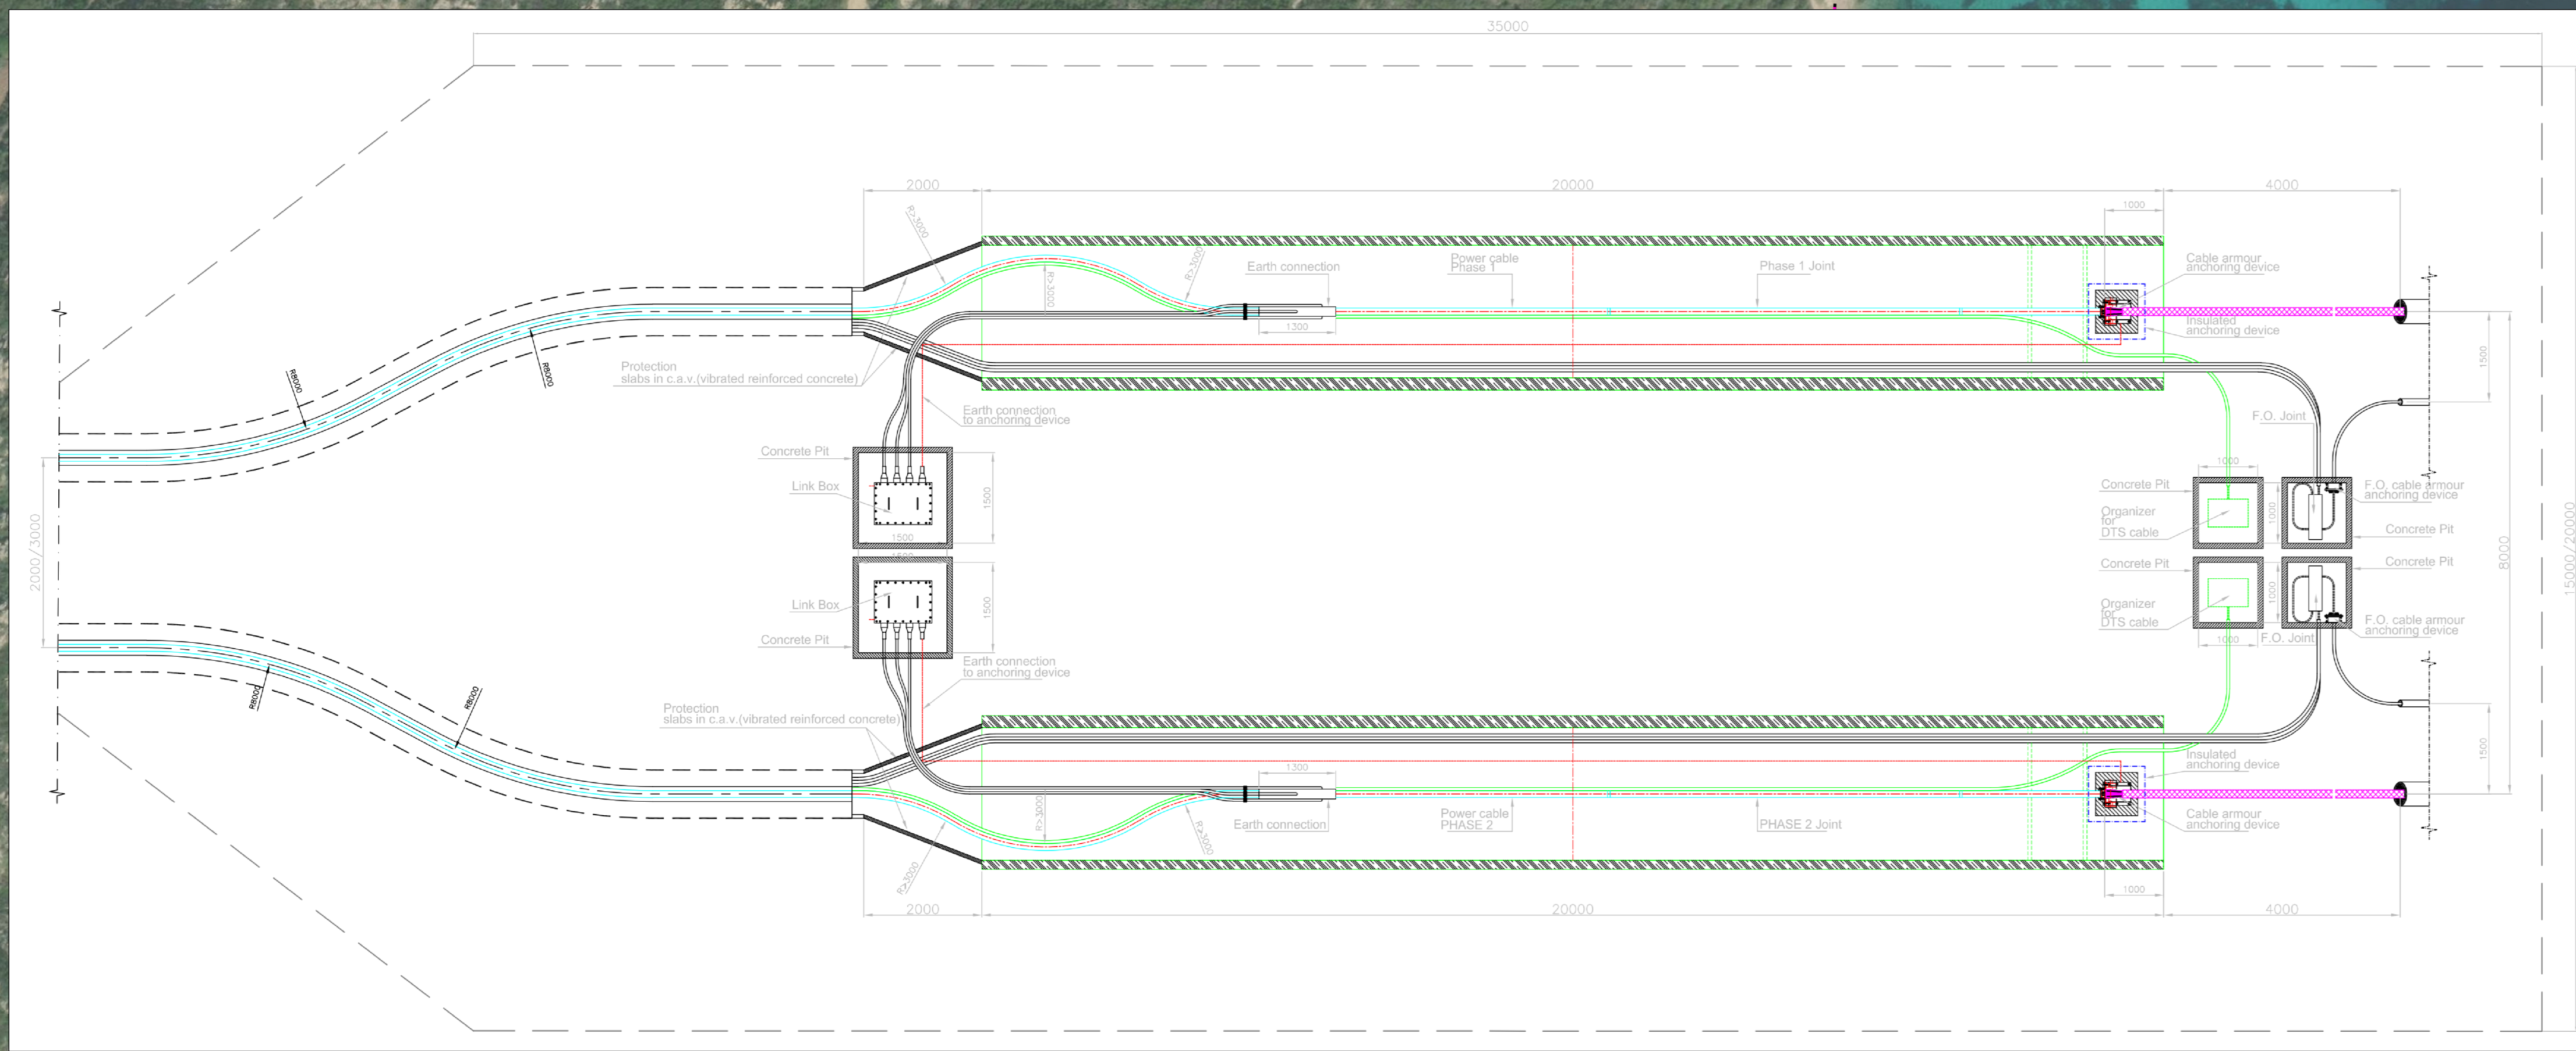 35000
2000
20000
4000
1000
R>3000
R>3000
R>3000
Earth connection
Power cable
Phase 1
Phase 1 Joint
Cable armour
anchoring device
1300
Insulated
anchoring device
R8000
R8000
Protection
slabs in c.a.v.(vibrated reinforced concrete)
1500
Earth connection
to anchoring device
F.O. Joint
Concrete Pit
Link Box
1500
1500
1000
Concrete Pit
Organizer
for
DTS cable
1000
F.O. cable armour
anchoring device
Concrete Pit
2000/3000
8000
15000/20000
1500
Link Box
Concrete Pit
1500
Concrete Pit
Organizer
for
DTS cable
1000
1000
Concrete Pit
F.O. cable armour
anchoring device
F.O. Joint
Earth connection
to anchoring device
R8000
R8000
Protection
slabs in c.a.v.(vibrated reinforced concrete)
1500
Insulated
anchoring device
1300
R>3000
R>3000
R>3000
Earth connection
Power cable
PHASE 2
PHASE 2 Joint
Cable armour
anchoring device
1000
2000
20000
4000